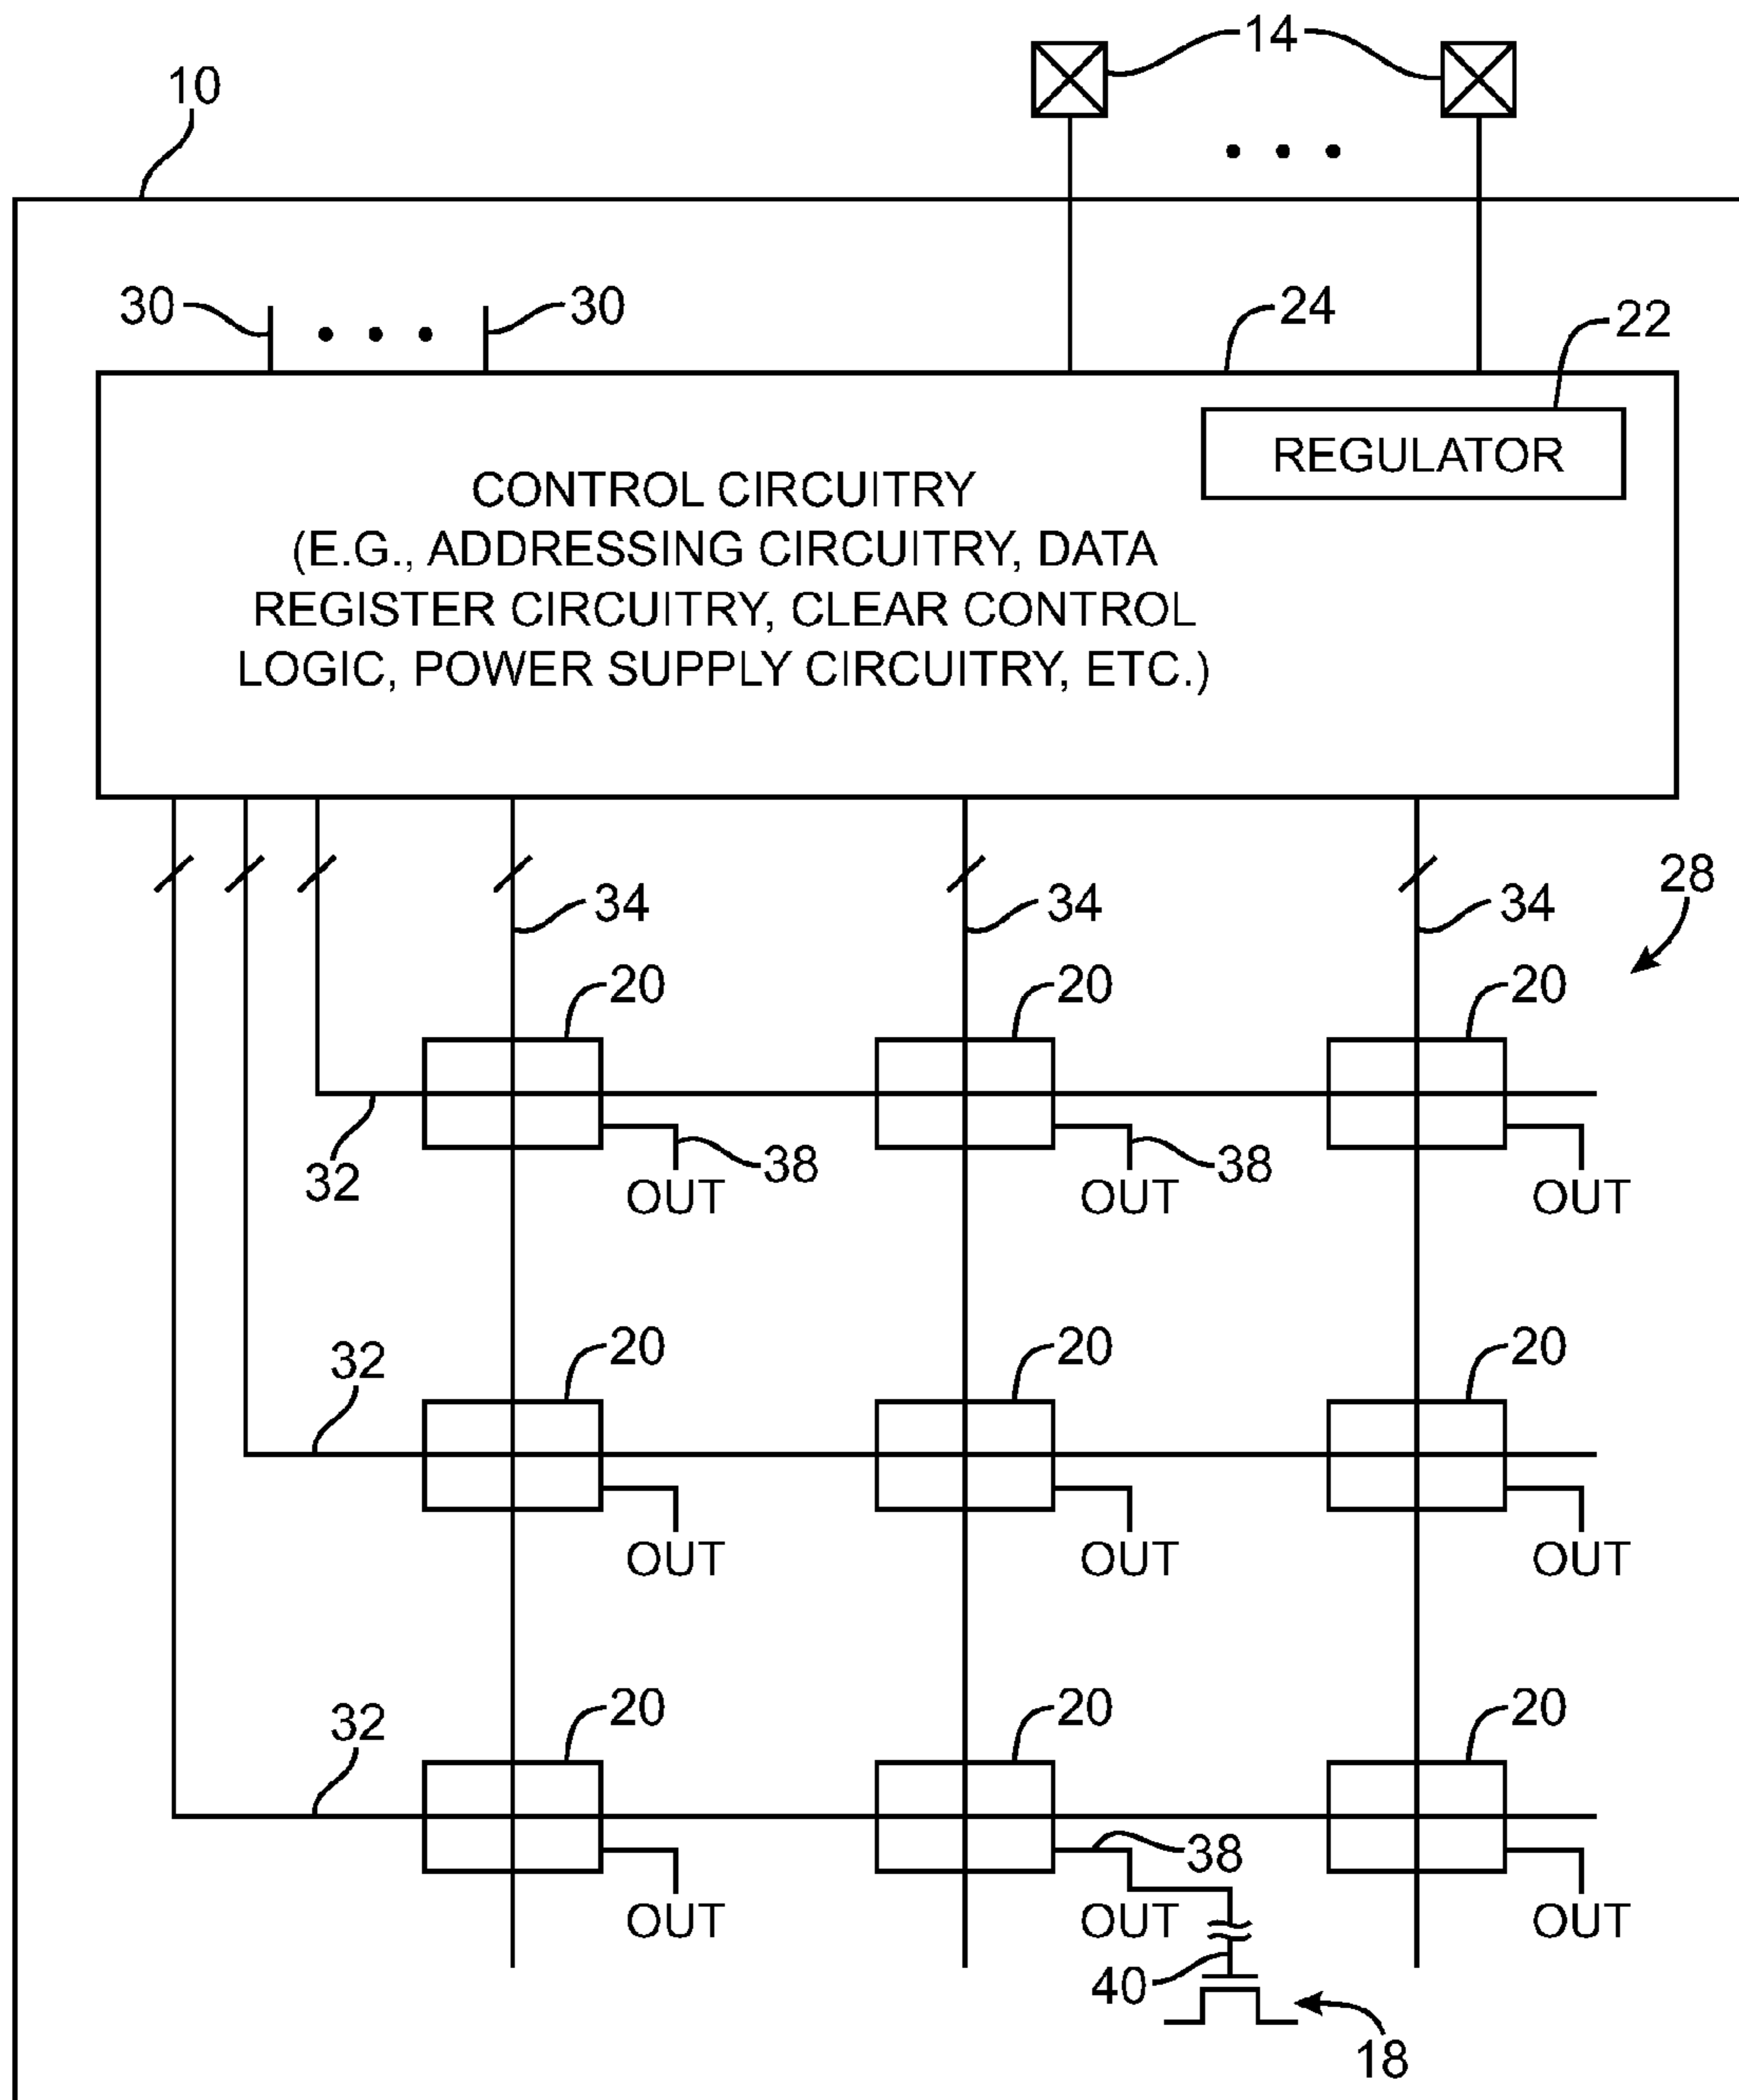 14
10
30
30
24
22
REGULATOR
CONTROL CIRCUITRY
(E.G., ADDRESSING CIRCUITRY, DATA
REGISTER CIRCUITRY, CLEAR CONTROL
LOGIC, POWER SUPPLY CIRCUITRY, ETC.)
28
34
34
34
20
20
20
32
38
38
OUT
OUT
OUT
20
20
20
32
OUT
OUT
OUT
20
20
20
32
38
OUT
OUT
OUT
40
18